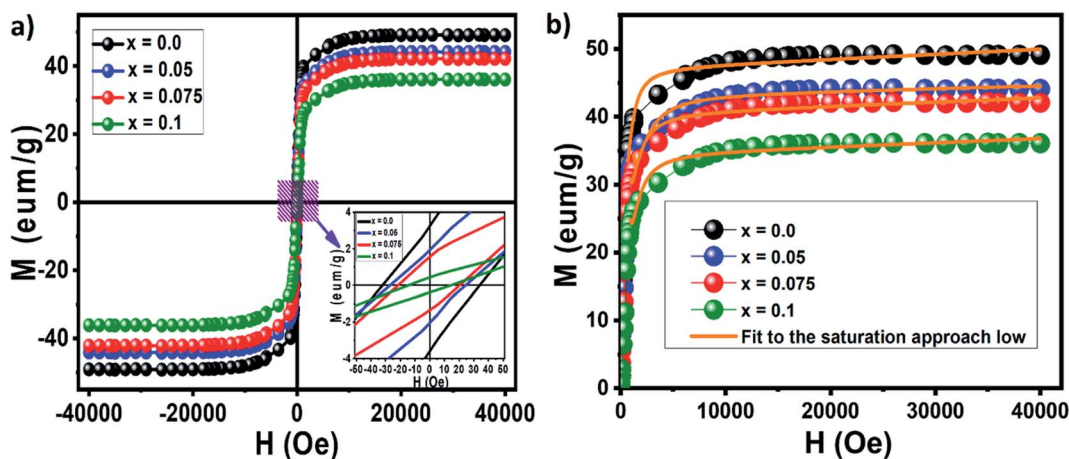 a)
M (eum/g)
40
20
0
-20
-40
x = 0.0
x = 0.05
x = 0.075
x = 0.1
-40000 -20000 0 20000 40000
H (Oe)
M (eum/g)
4
2
0
-2
-4
x = 0.0
x = 0.05
x = 0.075
x = 0.1
-50 -40 -30 -20 -10 0 10 20 30 40 50
H (Oe)
b)
M (eum/g)
50
40
30
20
10
0
x = 0.0
x = 0.05
x = 0.075
x = 0.1
Fit to the saturation approach low
0 10000 20000 30000 40000
H (Oe)